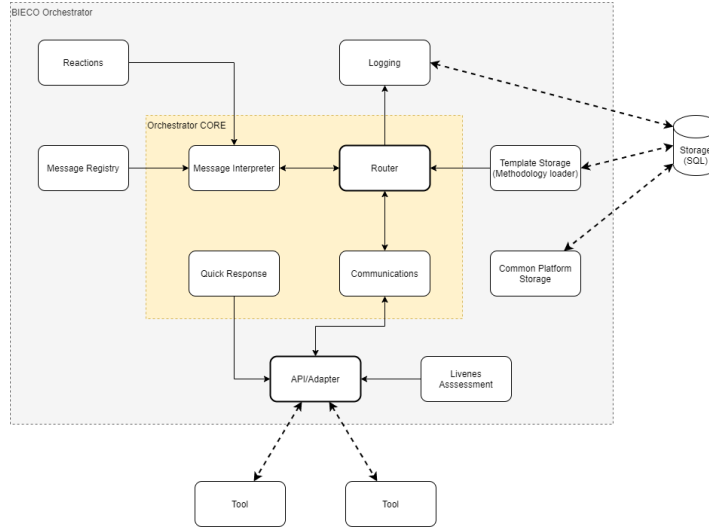 BIECO Orchestrator
Reactions
Logging
Orchestrator CORE
Message Registry
Message Interpreter
Router
Template Storage
(Methodology loader)
Storage
(SQL)
Quick Response
Communications
Common Platform
Storage
API/Adapter
Livenes
Asssessment
Tool
Tool